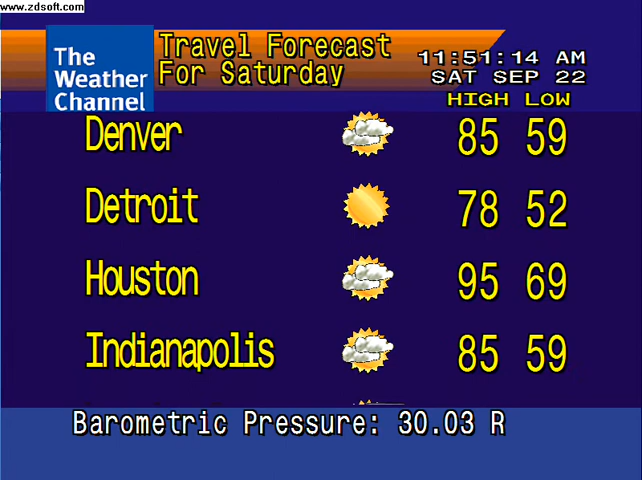 www.zdsoft.com
The
Weather
Channel
Travel Forecast
For Saturday
11:51:14 AM
SAT SEP 22
HIGH LOW
Denver 85 59
Detroit 78 52
Houston 95 69
Indianapolis 85 59
Barometric Pressure: 30.03 R